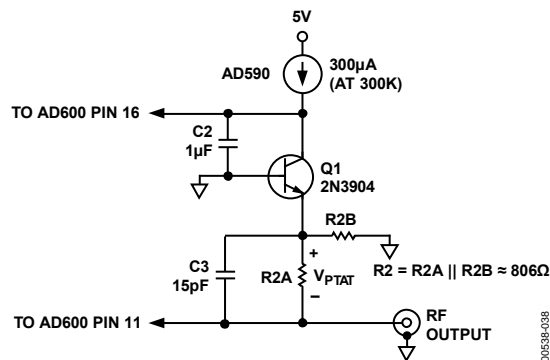 5V
AD590
300µA
(AT 300K)
TO AD600 PIN 16
C2
1µF
Q1
2N3904
R2B
C3
15pF
R2A
+
VPTAT
–
R2 = R2A || R2B ≈ 806Ω
TO AD600 PIN 11
RF
OUTPUT
00538-038